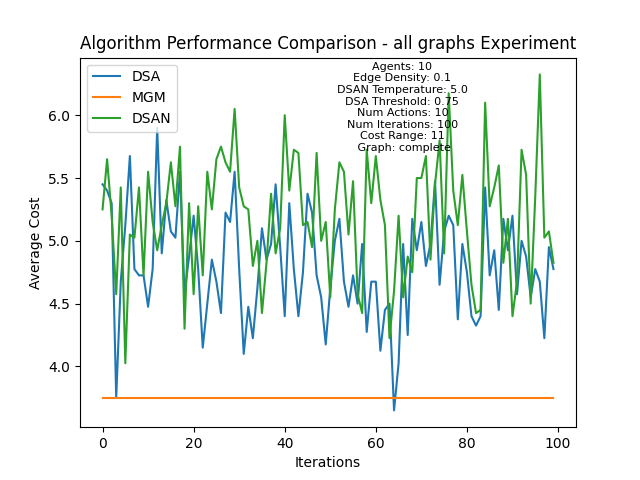 Algorithm Performance Comparison - all graphs Experiment
DSA
MGM
DSAN
Agents: 10
Edge Density: 0.1
DSAN Temperature: 5.0
DSA Threshold: 0.75
Num Actions: 10
Num Iterations: 100
Cost Range: 11
Graph: complete
Average Cost
6.0
5.5
5.0
4.5
4.0
0 20 40 60 80 100
Iterations